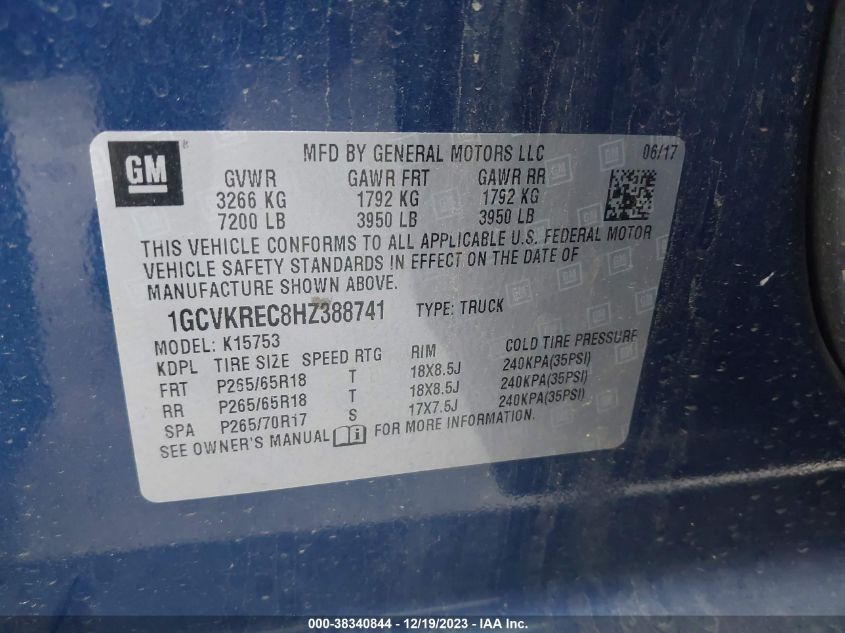 GM
MFD BY GENERAL MOTORS LLC 06/17
GVWR GAWR FRT GAWR RR
3266 KG 1792 KG 1792 KG
7200 LB 3950 LB 3950 LB
THIS VEHICLE CONFORMS TO ALL APPLICABLE U.S. FEDERAL MOTOR
VEHICLE SAFETY STANDARDS IN EFFECT ON THE DATE OF
MANUFACTURE SHOWN ABOVE.
1GCVKREC8HZ388741 TYPE: TRUCK
MODEL: K15753
KDPL TIRE SIZE SPEED RTG RIM COLD TIRE PRESSURE
FRT P265/65R18 T 18X8.5J 240KPA(35PSI)
RR P265/65R18 T 18X8.5J 240KPA(35PSI)
SPA P265/70R17 S 17X7.5J 240KPA(35PSI)
SEE OWNER'S MANUAL FOR MORE INFORMATION.
000-38340844 - 12/19/2023 - IAA Inc.